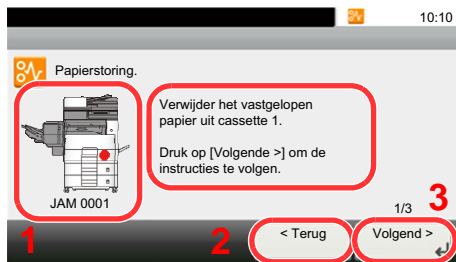 10:10
Papierstoring.
Verwijder het vastgelopen
papier uit cassette 1.
Druk op [Volgende >] om de
instructies te volgen.
JAM 0001
1/3
3
1
2
< Terug
Volgend >